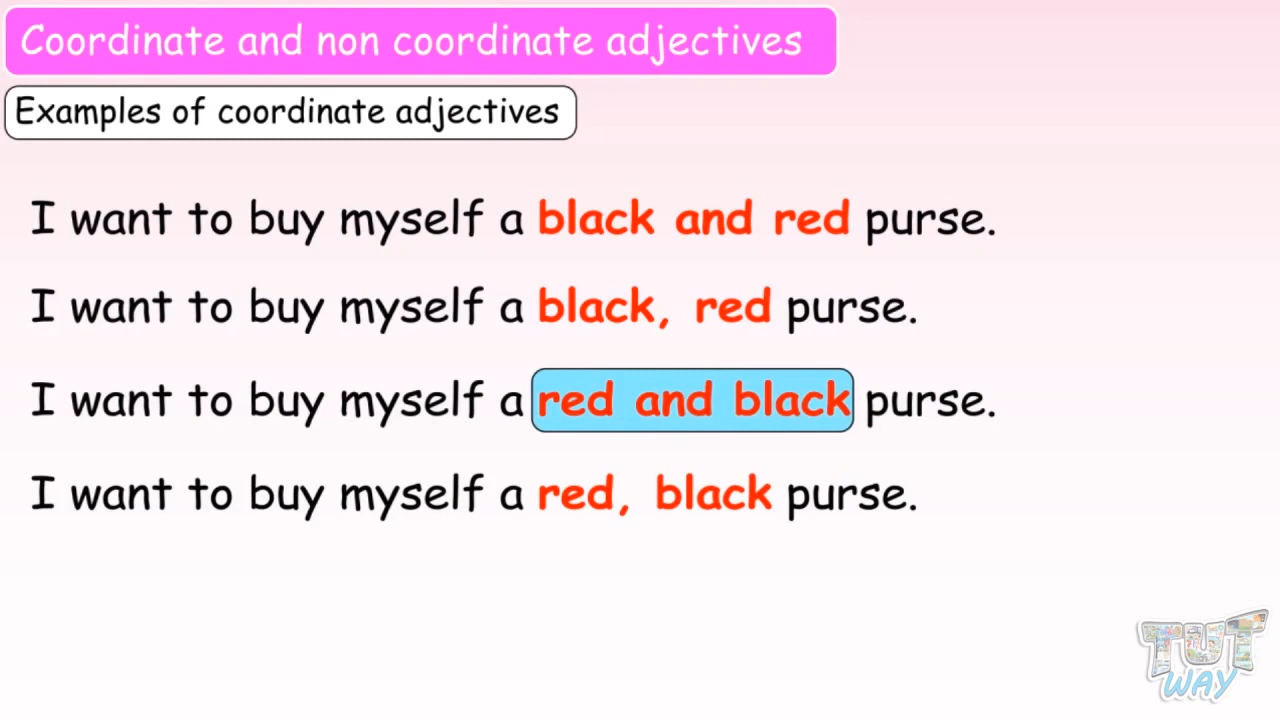 Coordinate and non coordinate adjectives
Examples of coordinate adjectives
I want to buy myself a black and red purse.
I want to buy myself a black, red purse.
I want to buy myself a red and black purse.
I want to buy myself a red, black purse.
TUT
WAY